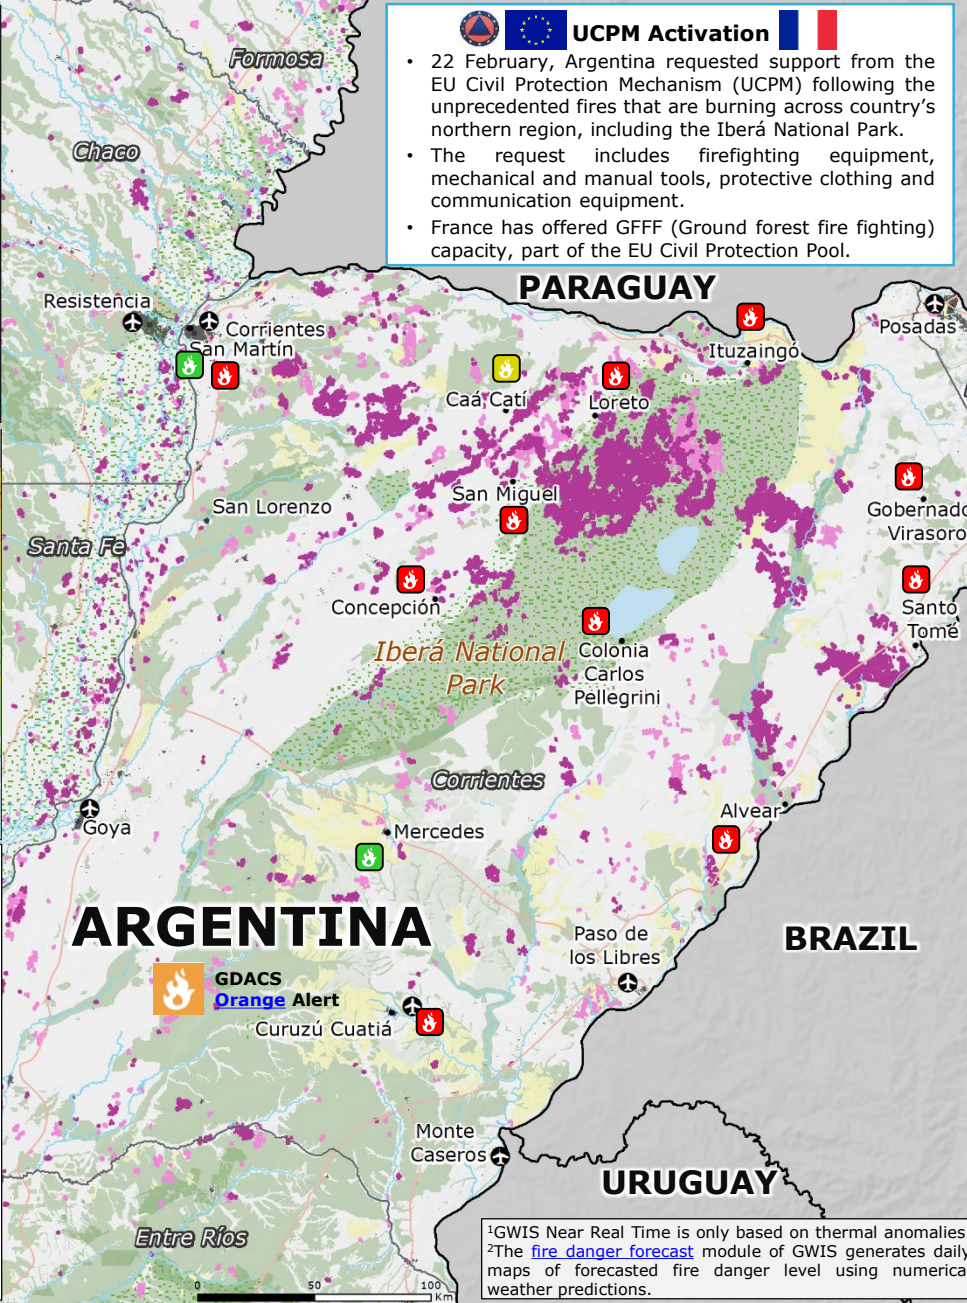 UCPM Activation
• 22 February, Argentina requested support from the
EU Civil Protection Mechanism (UCPM) following the
unprecedented fires that are burning across country's
northern region, including the Iberá National Park.
• The request includes firefighting equipment,
mechanical and manual tools, protective clothing and
communication equipment.
• France has offered GFFF (Ground forest fire fighting)
capacity, part of the EU Civil Protection Pool.
Formosa
Chaco
PARAGUAY
Resistencia
Corrientes
San Martín
Posadas
Ituzaingó
Caá Catí
Loreto
San Miguel
San Lorenzo
Gobernado
Virasoro
Santa Fe
Concepción
Santo
Tomé
Iberá National
Park
Colonia
Carlos
Pellegrini
Corrientes
Alvear
Goya
Mercedes
ARGENTINA
Paso de
los Libres
BRAZIL
GDACS
Orange Alert
Curuzú Cuatiá
Monte
Caseros
URUGUAY
Entre Ríos
¹GWIS Near Real Time is only based on thermal anomalies
²The fire danger forecast module of GWIS generates daily
maps of forecasted fire danger level using numerica
weather predictions.
0 50 100
Km